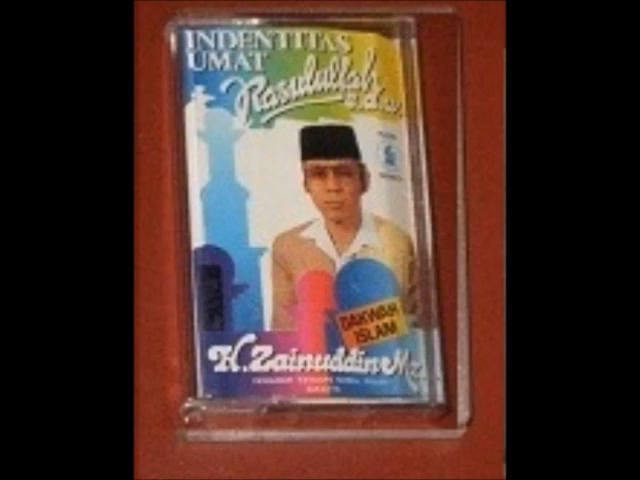 INDENTITAS
UMAT
Rasulullah
s.a.w.
DAKWAH
ISLAM
H. Zainuddin Mz.